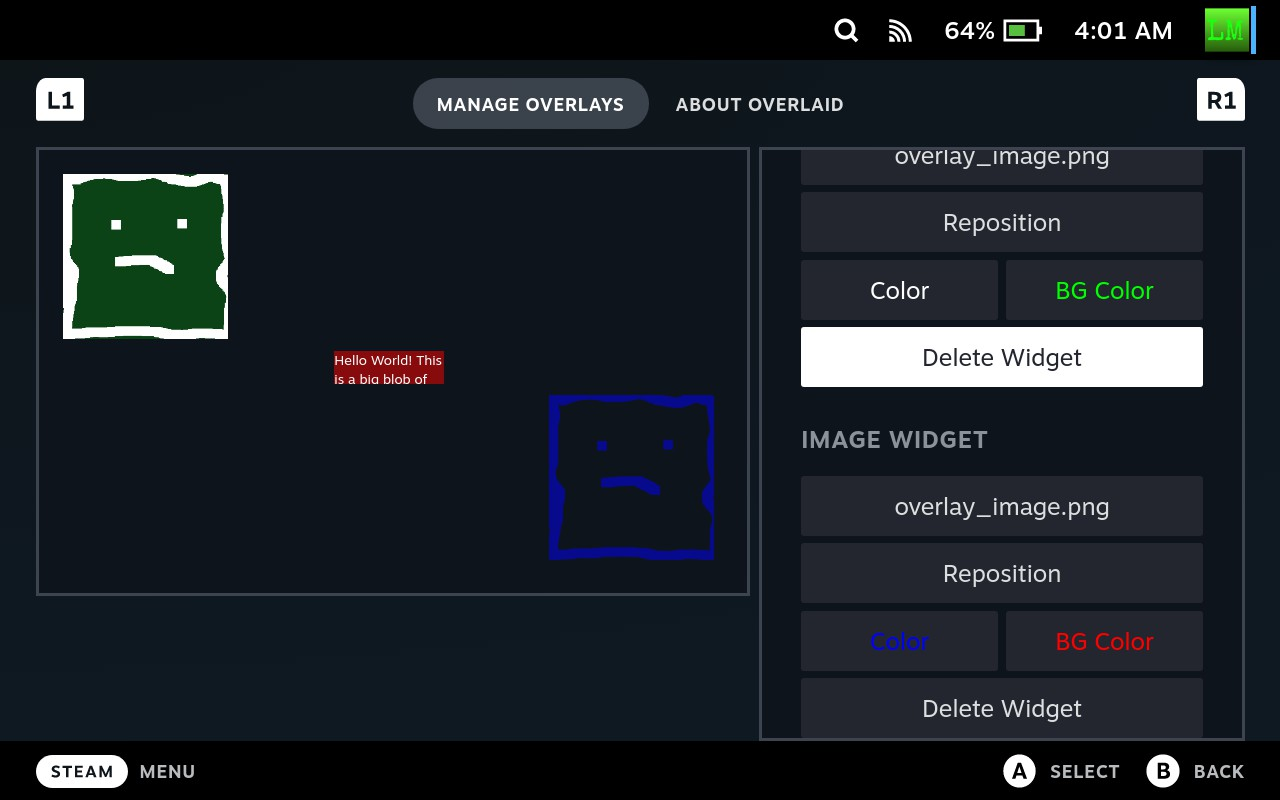 64% 4:01 AM LM
L1 MANAGE OVERLAYS ABOUT OVERLAID R1
overlay_image.png
Reposition
Color BG Color
Delete Widget
IMAGE WIDGET
overlay_image.png
Reposition
Color BG Color
Delete Widget
Hello World! This
is a big blob of
STEAM MENU A SELECT B BACK